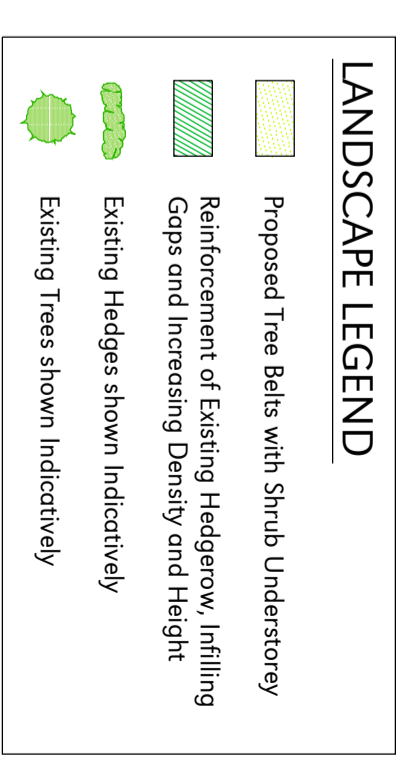 LANDSCAPE LEGEND
Proposed Tree Belts with Shrub Understorey
Reinforcement of Existing Hedgerow, Infilling
Gaps and Increasing Density and Height
Existing Hedges shown Indicatively
Existing Trees shown Indicatively